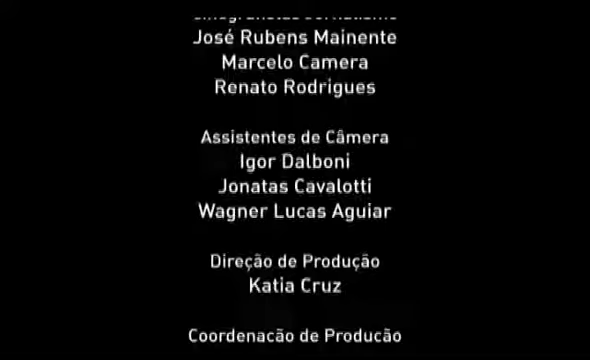 José Rubens Mainente
Marcelo Camera
Renato Rodrigues
Assistentes de Câmera
Igor Dalboni
Jonatas Cavalotti
Wagner Lucas Aguiar
Direção de Produção
Katia Cruz
Coordenação de Produção